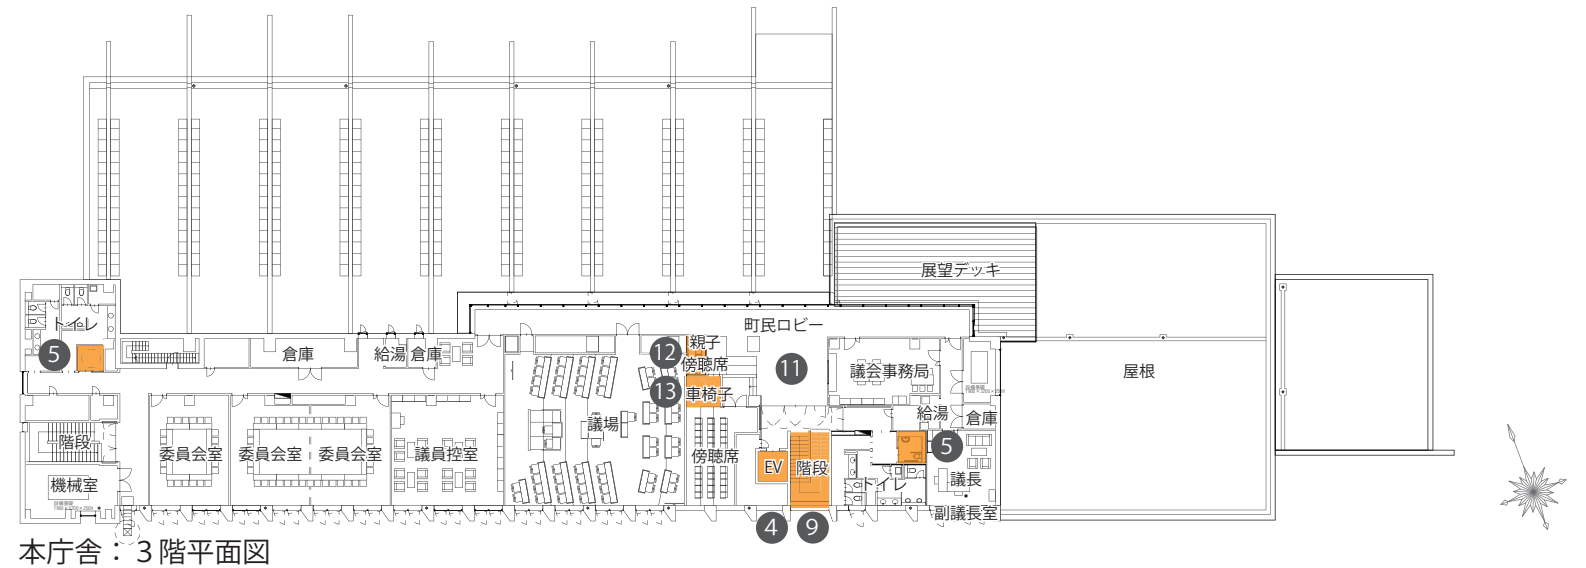 展望デッキ
町民ロビー
トイレ
5
倉庫
給湯
倉庫
12
親子
傍聴席
13
車椅子
11
議会事務局
屋根
給湯
倉庫
階段
委員会室
委員会室
委員会室
議員控室
議場
傍聴席
EV
階段
5
トイレ
議長
副議長室
機械室
4
9
本庁舎：３階平面図